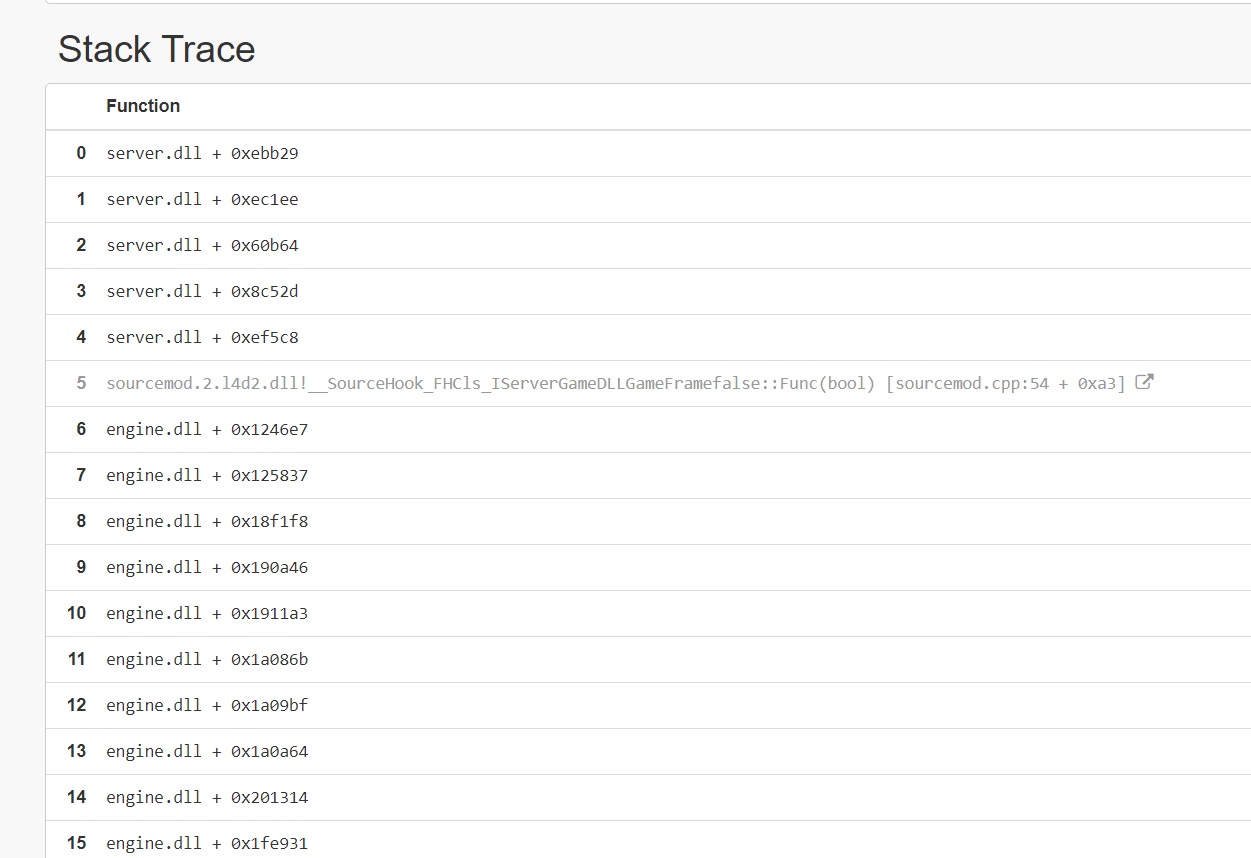 Stack Trace
Function
0 server.dll + 0xebb29
1 server.dll + 0xec1ee
2 server.dll + 0x60b64
3 server.dll + 0x8c52d
4 server.dll + 0xef5c8
5 sourcemod.2.l4d2.dll!__SourceHook_FHCls_IServerGameDLLGameFramefalse::Func(bool) [sourcemod.cpp:54 + 0xa3]
6 engine.dll + 0x1246e7
7 engine.dll + 0x125837
8 engine.dll + 0x18f1f8
9 engine.dll + 0x190a46
10 engine.dll + 0x1911a3
11 engine.dll + 0x1a086b
12 engine.dll + 0x1a09bf
13 engine.dll + 0x1a0a64
14 engine.dll + 0x201314
15 engine.dll + 0x1fe931